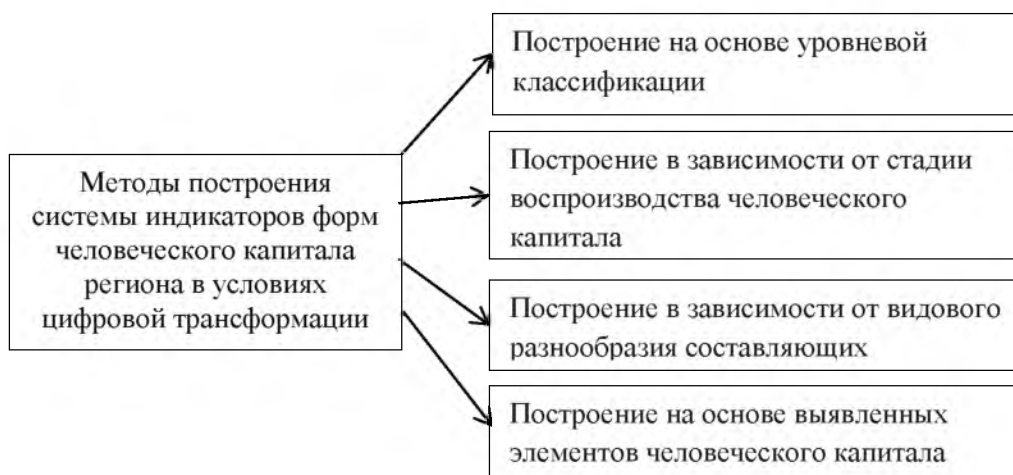 Построение на основе уровневой
классификации
Построение в зависимости от стадии
воспроизводства человеческого
капитала
Методы построения
системы индикаторов форм
человеческого капитала
региона в условиях
цифровой трансформации
Построение в зависимости от видового
разнообразия составляющих
Построение на основе выявленных
элементов человеческого капитала